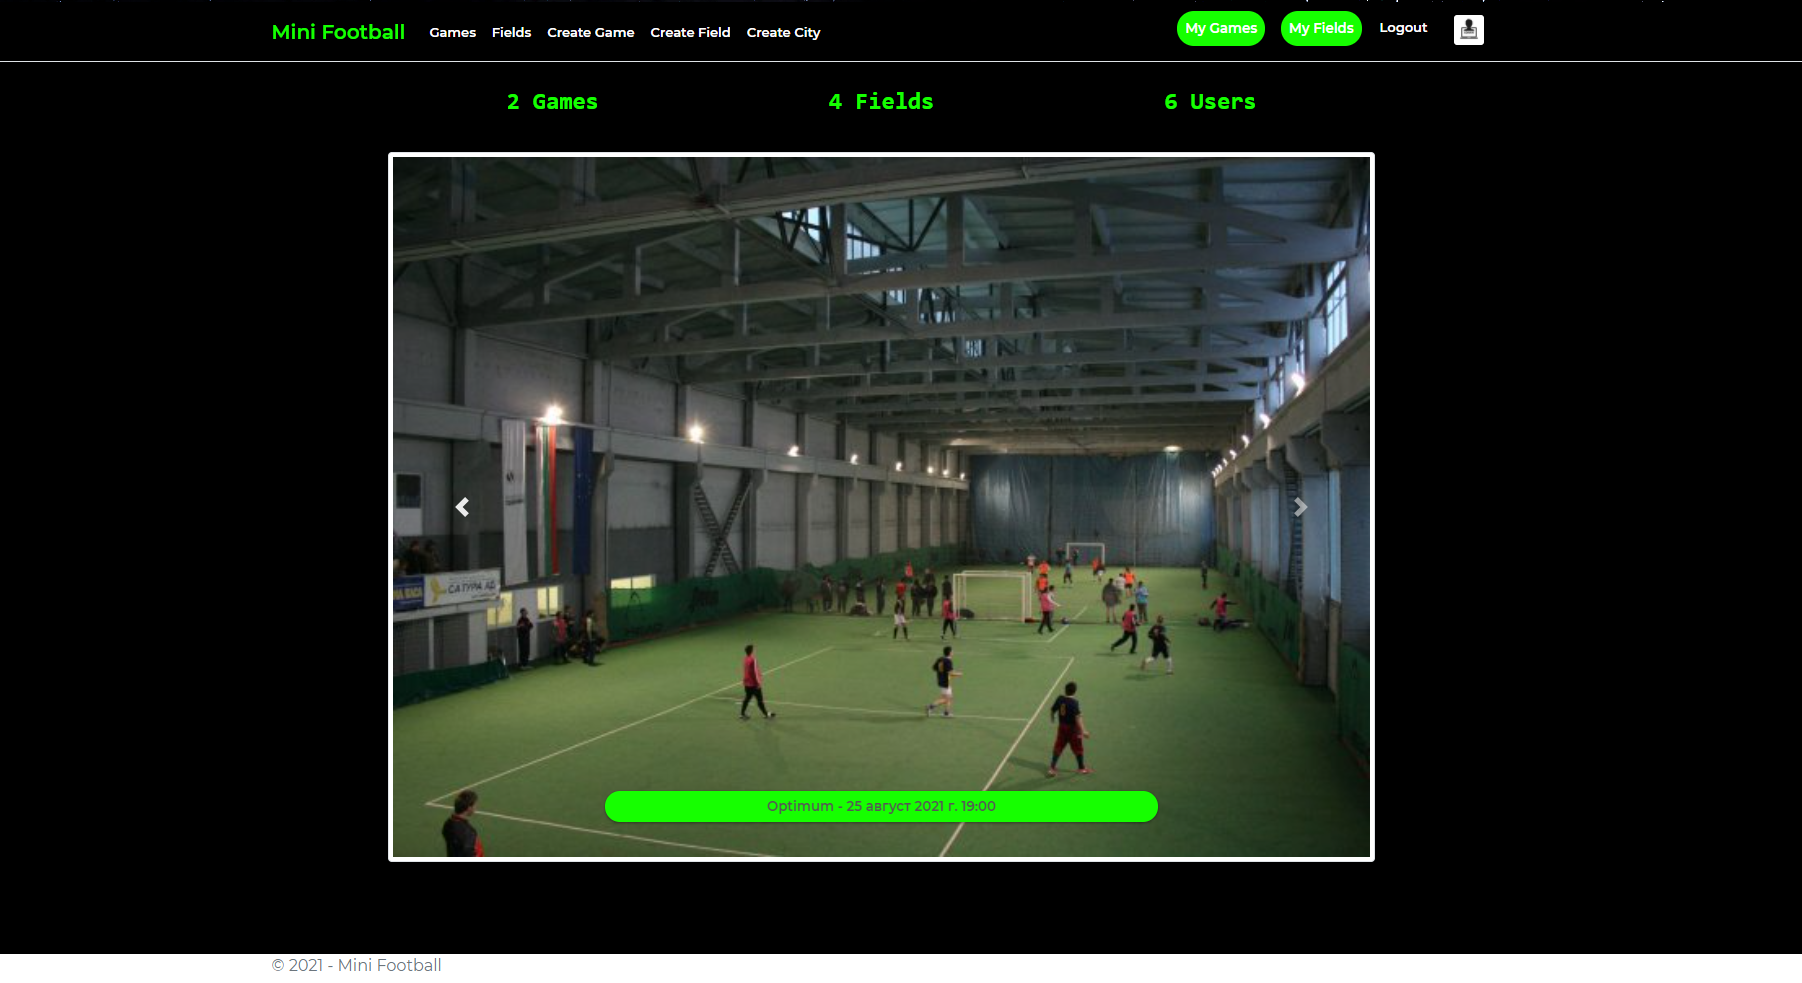 Mini Football
Games
Fields
Create Game
Create Field
Create City
My Games
My Fields
Logout
2 Games
4 Fields
6 Users
САТУРА
Optimum - 25 август 2021 г. 19:00
© 2021 - Mini Football